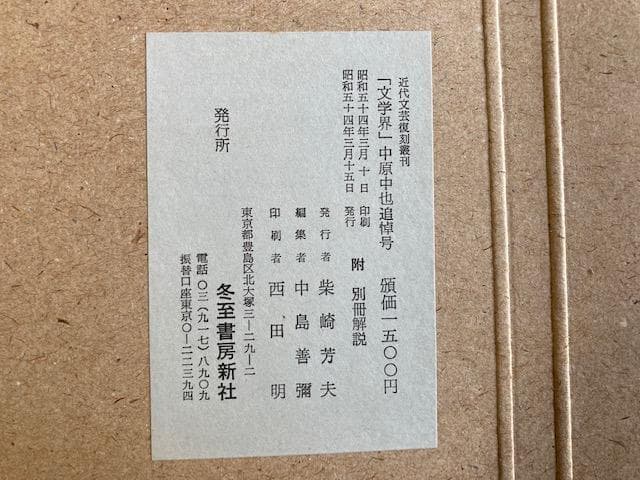 近代文芸復刻叢刊
「文学界」中原中也追悼号　頒価一五〇〇円
附　別冊解説
昭和五十四年三月　十日　印刷
昭和五十四年三月十五日　発行
発行者　柴崎芳夫
編集者　中島善彌
印刷者　西田　明
東京都豊島区北大塚三―二九―二
発行所　冬至書房新社
電話　〇三(九一七)八九〇九
振替口座東京〇―二二三九四